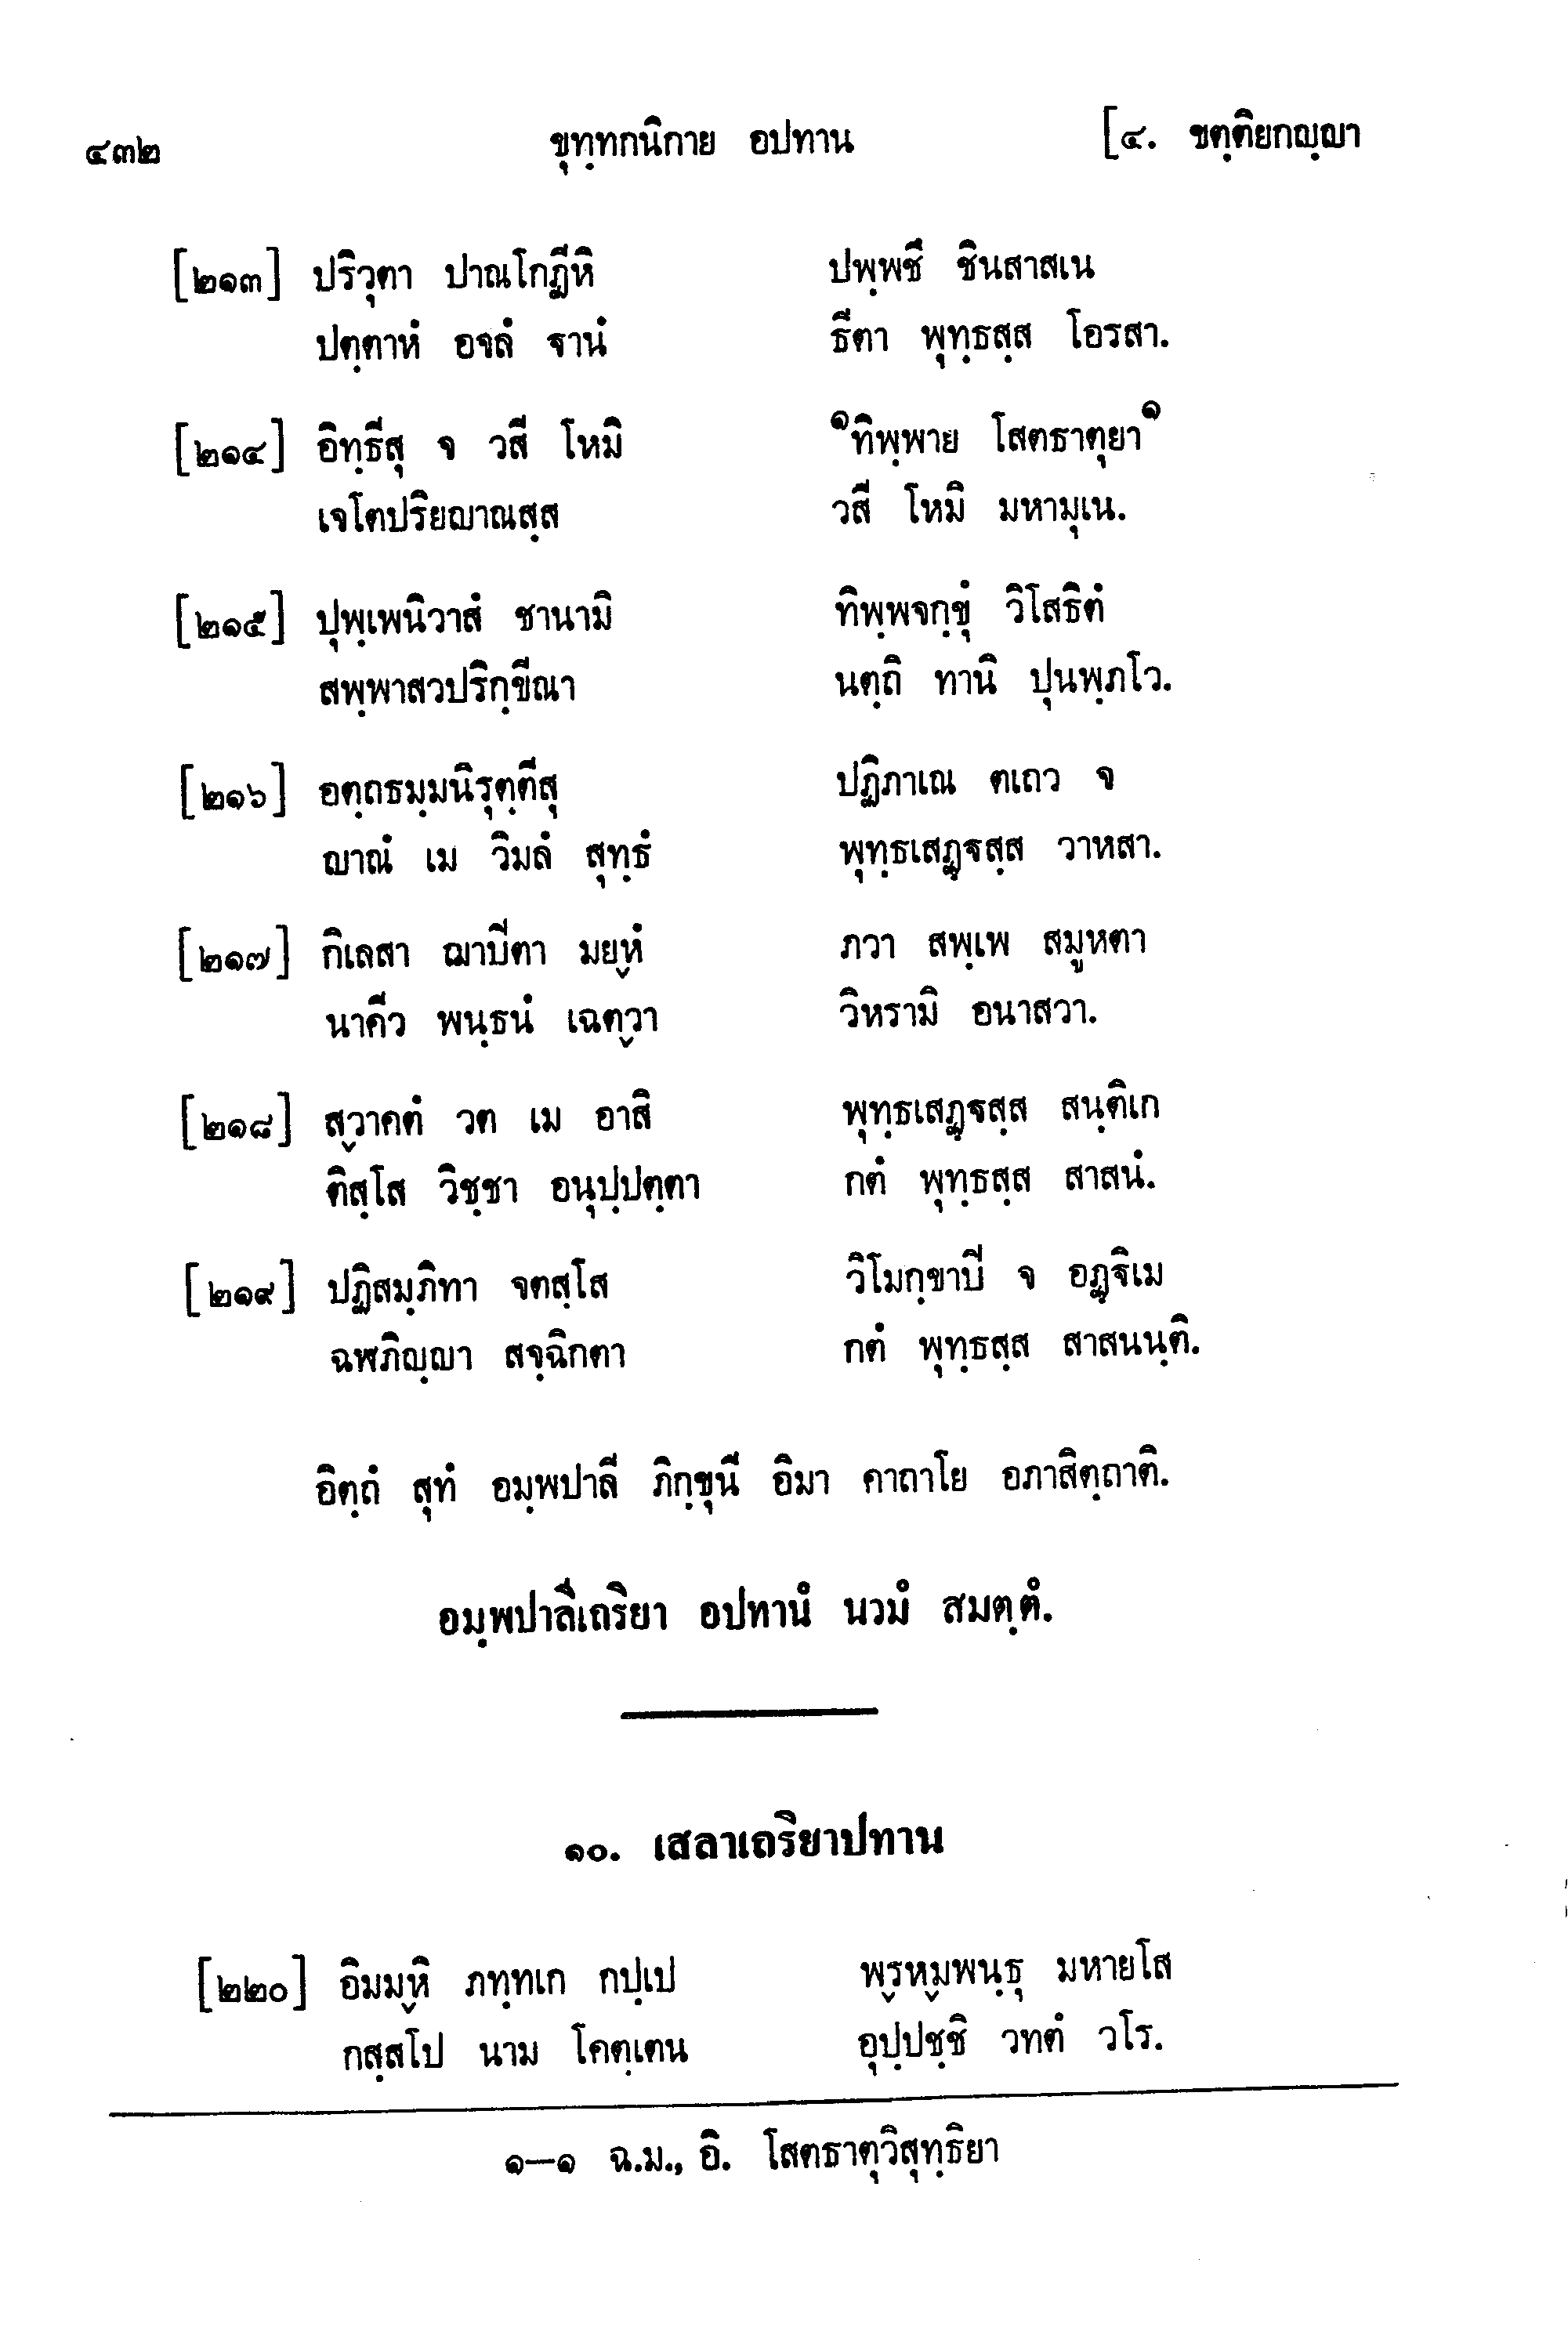 ๔๓๒ ขุทฺทกนิกาย อปทาน [๔. ขตฺติยกญฺญา
[๒๑๓] ปริวุตา ปาณโกฏีหิ ปพฺพชึ ชินสาสเน
ปตฺตาหํ อจลํ ฐานํ ธีตา พุทฺธสฺส โอรสา.
[๒๑๔] อิทฺธีสุ จ วสี โหมิ ๑ทิพฺพาย โสตธาตุยา๑
เจโตปริยญาณสฺส วสี โหมิ มหามุเน.
[๒๑๕] ปุพฺเพนิวาสํ ชานามิ ทิพฺพจกฺขุํ วิโสธิตํ
สพฺพาสวปริกฺขีณา นตฺถิ ทานิ ปุนพฺภโว.
[๒๑๖] อตฺถธมฺมนิรุตฺตีสุ ปฏิภาเณ ตเถว จ
ญาณํ เม วิมลํ สุทฺธํ พุทฺธเสฏฺฐสฺส วาหสา.
[๒๑๗] กิเลสา ฌาปีตา มยฺหํ ภวา สพฺเพ สมูหตา
นาคีว พนฺธนํ เฉตฺวา วิหรามิ อนาสวา.
[๒๑๘] สฺวาคตํ วต เม อาสิ พุทฺธเสฏฺฐสฺส สนฺติเก
ติสฺโส วิชฺชา อนุปฺปตฺตา กตํ พุทฺธสฺส สาสนํ.
[๒๑๙] ปฏิสมฺภิทา จตสฺโส วิโมกฺขาปี จ อฏฺฐิเม
ฉฬภิญฺญา สจฺฉิกตา กตํ พุทฺธสฺส สาสนนฺติ.
อิตฺถํ สุทํ อมฺพปาลี ภิกฺขุนี อิมา คาถาโย อภาสิตฺถาติ.
อมฺพปาลีเถริยา อปทานํ นวมํ สมตฺตํ.
๑๐. เสลาเถริยาปทาน
[๒๒๐] อิมมฺหิ ภทฺทเก กปฺเป พฺรหฺมพนฺธุ มหายโส
กสฺสโป นาม โคตฺเตน อุปฺปชฺชิ วทตํ วโร.
๑–๑ ฉ.ม., อิ. โสตธาตุวิสุทฺธิยา